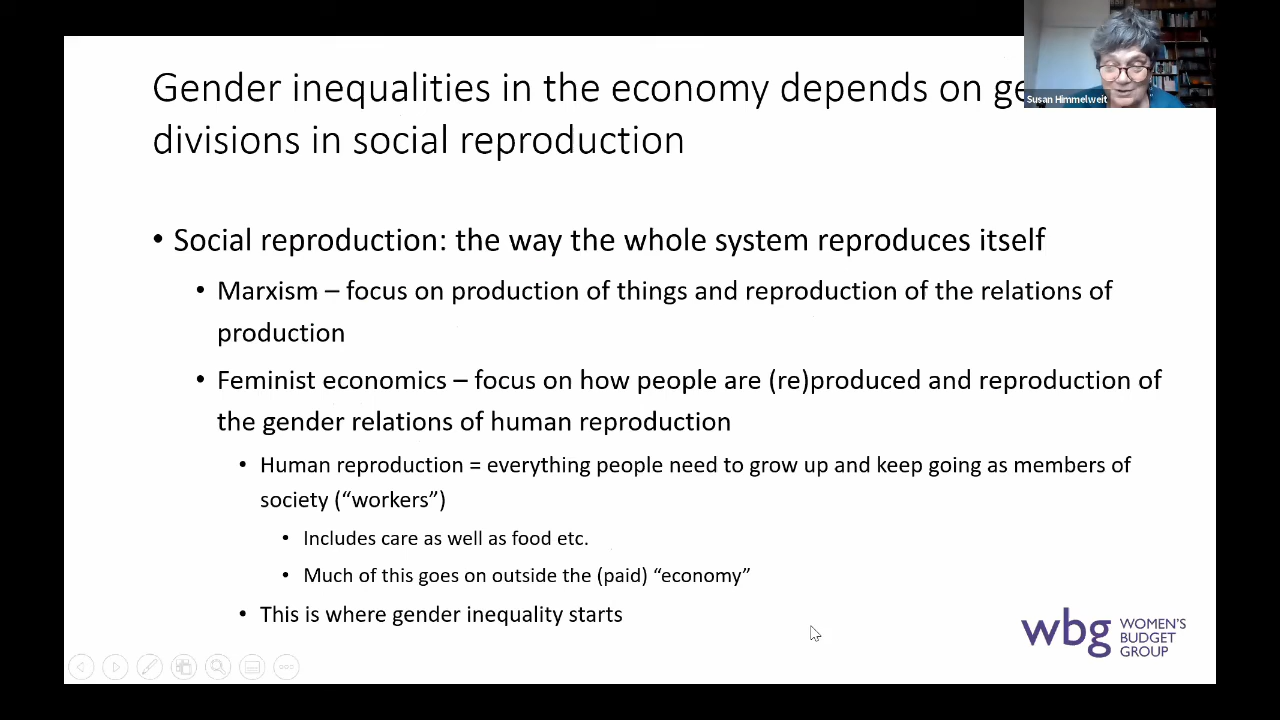 Gender inequalities in the economy depends on
Susan Himmelweit
divisions in social reproduction
• Social reproduction: the way the whole system reproduces itself
• Marxism – focus on production of things and reproduction of the relations of
production
• Feminist economics – focus on how people are (re)produced and reproduction of
the gender relations of human reproduction
• Human reproduction = everything people need to grow up and keep going as members of
society (“workers”)
• Includes care as well as food etc.
• Much of this goes on outside the (paid) “economy”
• This is where gender inequality starts
wbg
WOMEN'S
BUDGET
GROUP